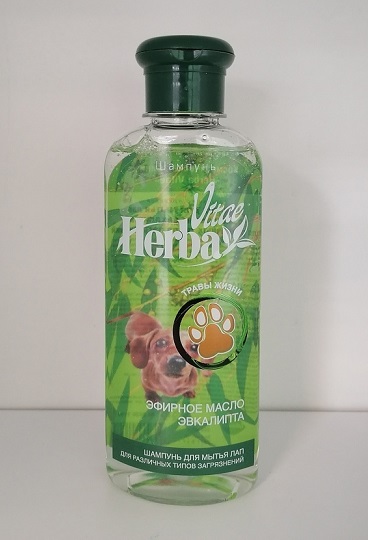 Шампунь
Vitae
Herba
ТРАВЫ ЖИЗНИ
ЭФИРНОЕ МАСЛО
ЭВКАЛИПТА
ШАМПУНЬ ДЛЯ МЫТЬЯ ЛАП
ДЛЯ РАЗЛИЧНЫХ ТИПОВ ЗАГРЯЗНЕНИЙ